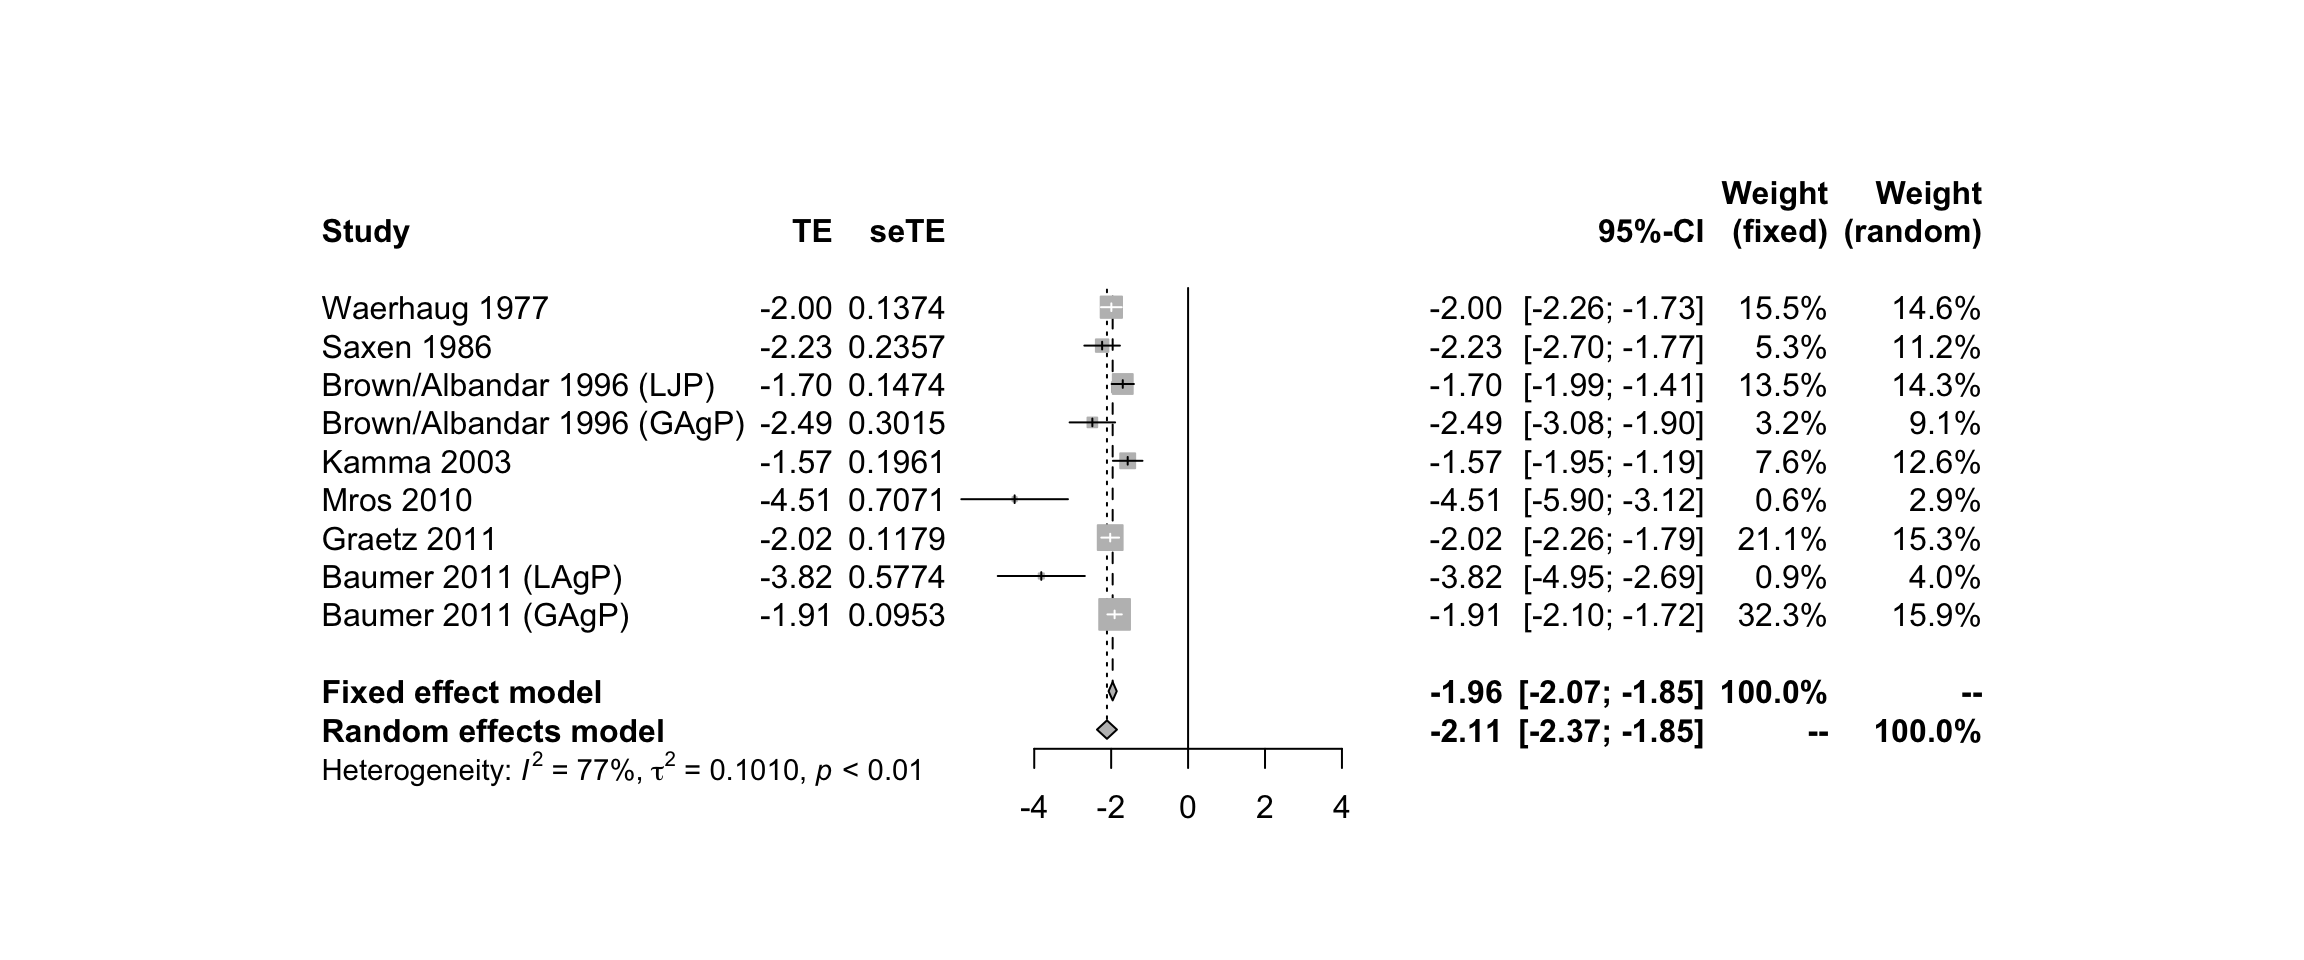 Weight Weight
Study TE seTE 95%-CI (fixed) (random)
Waerhaug 1977 -2.00 0.1374 -2.00 [-2.26; -1.73] 15.5% 14.6%
Saxen 1986 -2.23 0.2357 -2.23 [-2.70; -1.77] 5.3% 11.2%
Brown/Albandar 1996 (LJP) -1.70 0.1474 -1.70 [-1.99; -1.41] 13.5% 14.3%
Brown/Albandar 1996 (GAgP) -2.49 0.3015 -2.49 [-3.08; -1.90] 3.2% 9.1%
Kamma 2003 -1.57 0.1961 -1.57 [-1.95; -1.19] 7.6% 12.6%
Mros 2010 -4.51 0.7071 -4.51 [-5.90; -3.12] 0.6% 2.9%
Graetz 2011 -2.02 0.1179 -2.02 [-2.26; -1.79] 21.1% 15.3%
Baumer 2011 (LAgP) -3.82 0.5774 -3.82 [-4.95; -2.69] 0.9% 4.0%
Baumer 2011 (GAgP) -1.91 0.0953 -1.91 [-2.10; -1.72] 32.3% 15.9%
Fixed effect model -1.96 [-2.07; -1.85] 100.0% --
Random effects model -2.11 [-2.37; -1.85] -- 100.0%
Heterogeneity: I² = 77%, τ² = 0.1010, p < 0.01
-4 -2 0 2 4